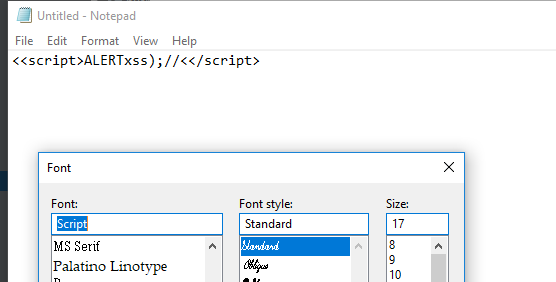 Untitled - Notepad
File Edit Format View Help
<<script>ALERTxss);//<</script>
Font
Font: Font style: Size:
Script Standard 17
MS Serif Standard 8
Palatino Linotype Oblique 9
10